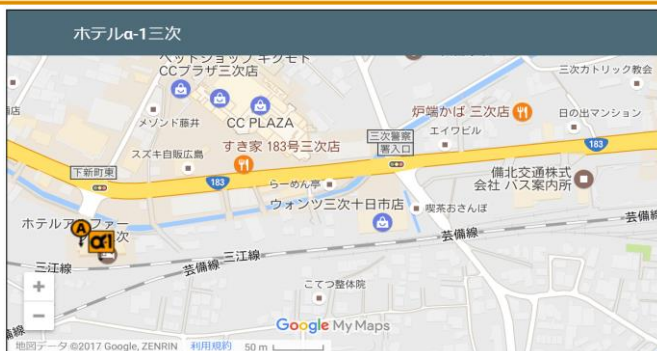 ホテルα-1三次
ペットショップ キクモト
CCプラザ三次店
三次カトリック教会
メゾンド藤井
CC PLAZA
炉端かば 三次店
日の出マンション
すき家 183号三次店
三次警察
署入口
エイワビル
スズキ自販広島
183
下新町東
183
らーめん亭
備北交通株式
会社 バス案内所
ウォンツ三次十日市店
喫茶おさんぽ
ホテルアルファー
A
α-1
次
芸備線
芸備線
三江線
芸備線 三江線
+
こてつ整体院
−
Google My Maps
地図データ ©2017 Google, ZENRIN
利用規約
50 m